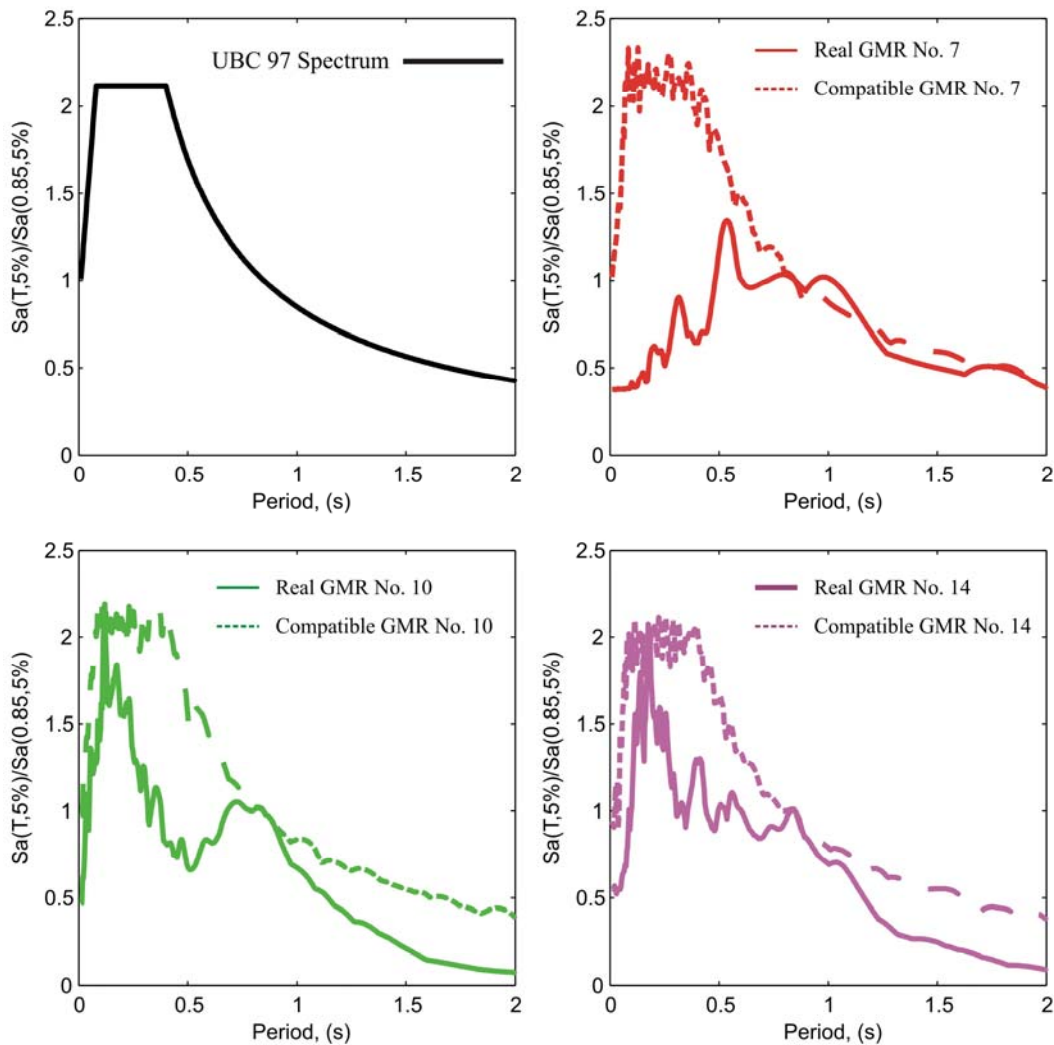 2.5
2
1.5
1
0.5
0
0
0.5
1
1.5
2
Sa(T,5%)/Sa(0.85,5%)
Period, (s)
UBC 97 Spectrum
2.5
2
1.5
1
0.5
0
0
0.5
1
1.5
2
Sa(T,5%)/Sa(0.85,5%)
Period, (s)
Real GMR No. 7
Compatible GMR No. 7
2.5
2
1.5
1
0.5
0
0
0.5
1
1.5
2
Sa(T,5%)/Sa(0.85,5%)
Period, (s)
Real GMR No. 10
Compatible GMR No. 10
2.5
2
1.5
1
0.5
0
0
0.5
1
1.5
2
Sa(T,5%)/Sa(0.85,5%)
Period, (s)
Real GMR No. 14
Compatible GMR No. 14